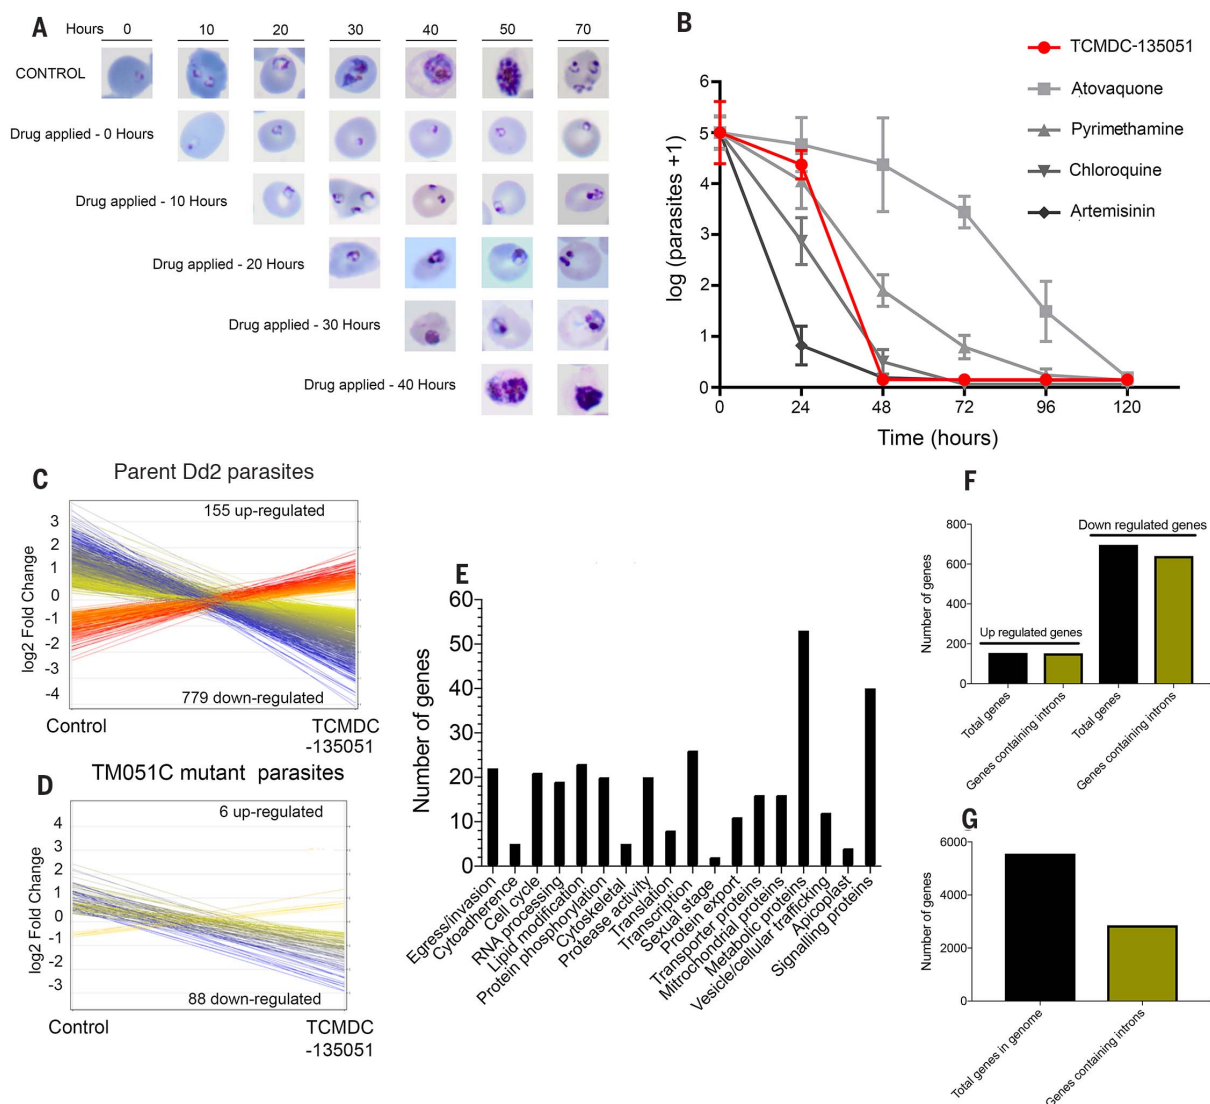 A
Hours 0 10 20 30 40 50 70
CONTROL
Drug applied - 0 Hours
Drug applied - 10 Hours
Drug applied - 20 Hours
Drug applied - 30 Hours
Drug applied - 40 Hours
B
TCMDC-135051
Atovaquone
Pyrimethamine
Chloroquine
Artemisinin
log (parasites +1)
6
5
4
3
2
1
0
0 24 48 72 96 120
Time (hours)
C
Parent Dd2 parasites
155 up-regulated
log2 Fold Change
3
2
1
0
-1
-2
-3
-4
779 down-regulated
Control
TCMDC
-135051
D
TM051C mutant parasites
6 up-regulated
log2 Fold Change
4
3
2
1
0
-1
-2
-3
88 down-regulated
Control
TCMDC
-135051
E
Number of genes
60
50
40
30
20
10
0
Egress/invasion
Cytoadherence
Cell cycle
RNA processing
Lipid modification
Protein phosphorylation
Cytoskeletal
Protease activity
Translation
Transcription
Sexual stage
Protein export
Transporter proteins
Mitochondrial proteins
Metabolic proteins
Vesicle/cellular trafficking
Apicoplast
Signalling proteins
F
Number of genes
800
600
400
200
0
Down regulated genes
Up regulated genes
Total genes
Genes containing introns
Total genes
Genes containing introns
G
Number of genes
6000
4000
2000
0
Total genes in genome
Genes containing introns